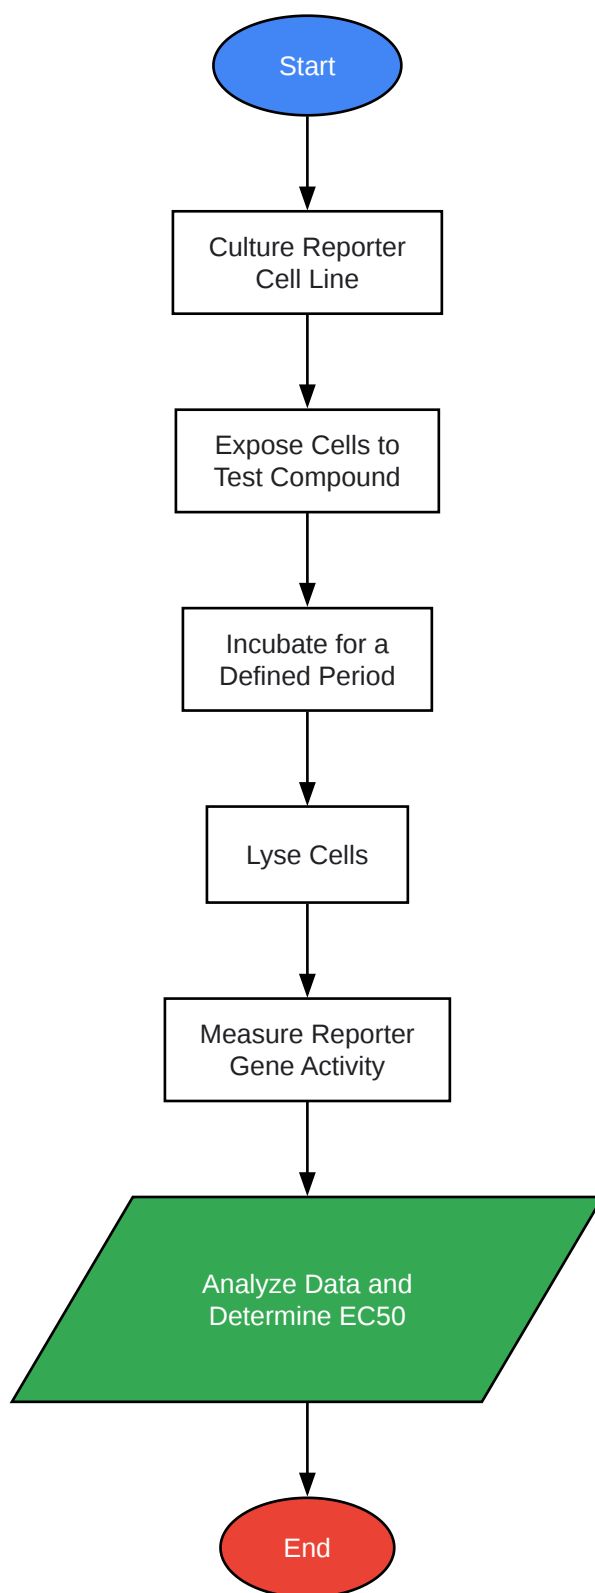 Start
Culture Reporter
Cell Line
Expose Cells to
Test Compound
Incubate for a
Defined Period
Lyse Cells
Measure Reporter
Gene Activity
Analyze Data and
Determine EC50
End